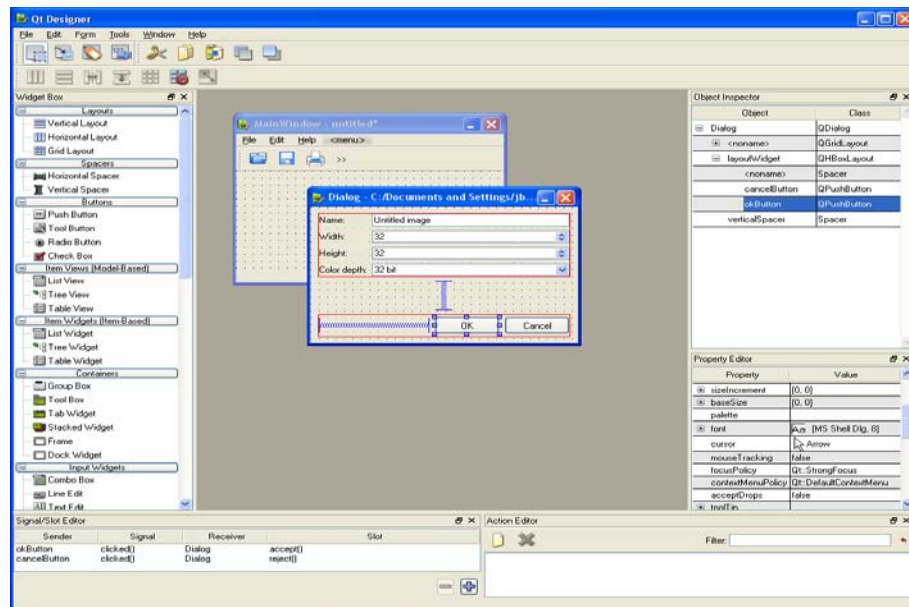 Qt Designer
File Edit Form Tools Window Help
Widget Box
Layouts
Vertical Layout
Horizontal Layout
Grid Layout
Spacers
Horizontal Spacer
Vertical Spacer
Buttons
Push Button
Tool Button
Radio Button
Check Box
Item Views (Model-Based)
List View
Tree View
Table View
Item Widgets (Item-Based)
List Widget
Tree Widget
Table Widget
Containers
Group Box
Tool Box
Tab Widget
Stacked Widget
Frame
Dock Widget
Input Widgets
Combo Box
Line Edit
Text Edit
MainWindow - untitled*
File Edit Help <menu>
>>
Dialog - C:/Documents and Settings/jb...
Name: Untitled image
Width: 32
Height: 32
Color depth: 32 bit
OK Cancel
Object Inspector
Object Class
Dialog QDialog
<noname> QGridLayout
layoutWidget QHBoxLayout
<noname> Spacer
cancelButton QPushButton
okButton QPushButton
verticalSpacer Spacer
Property Editor
Property Value
sizeIncrement [0, 0]
baseSize [0, 0]
palette
font [MS Shell Dlg, 8]
cursor Arrow
mouseTracking false
focusPolicy Qt::StrongFocus
contextMenuPolicy Qt::DefaultContextMenu
acceptDrops false
toolTip
Signal/Slot Editor
Sender Signal Receiver Slot
okButton clicked() Dialog accept()
cancelButton clicked() Dialog reject()
Action Editor
Filter: